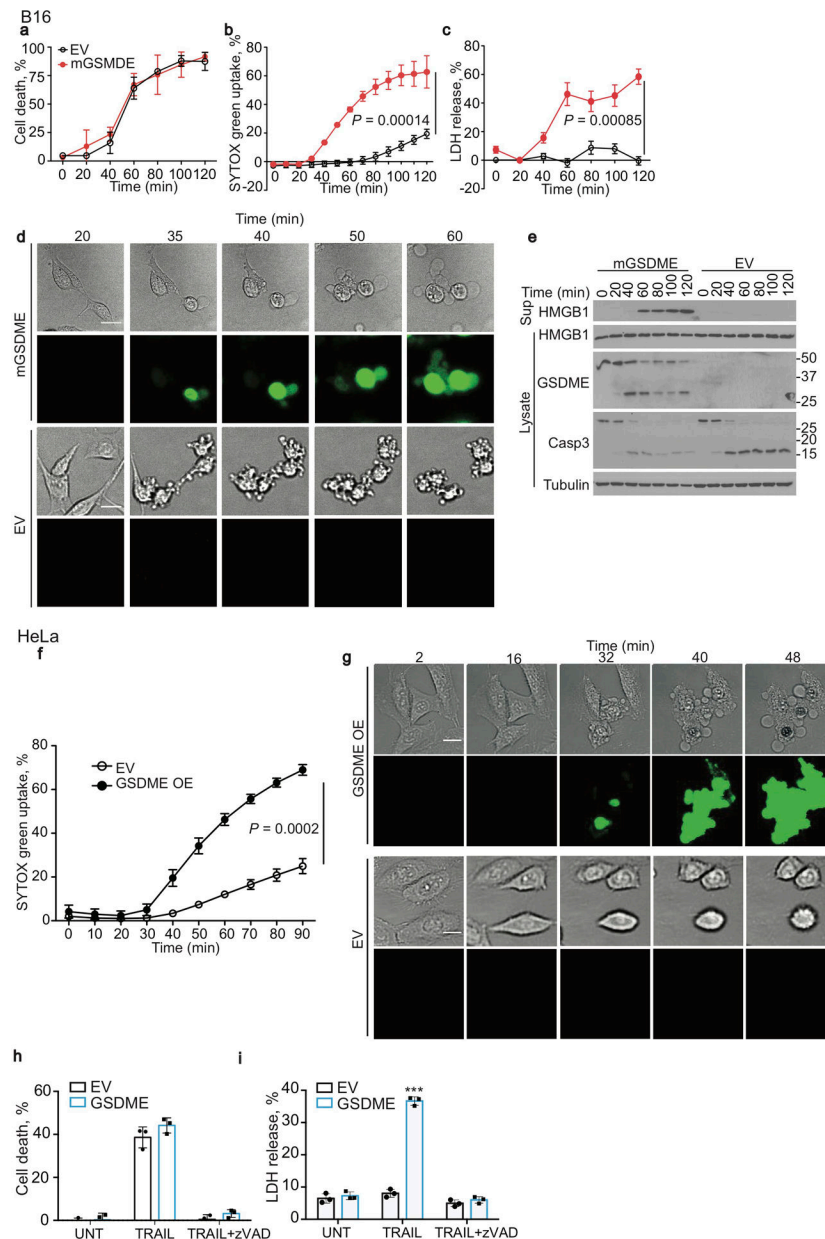 B16
a
EV
mGSMDE
Cell death, %
100
75
50
25
0
0 20 40 60 80 100 120
Time (min)
b
SYTOX green uptake, %
80
60
40
20
0
-20
P = 0.00014
0 20 40 60 80 100 120
Time (min)
c
LDH release, %
80
60
40
20
0
-20
P = 0.00085
0 20 40 60 80 100 120
Time (min)
d
Time (min)
20 35 40 50 60
mGSDME
EV
e
mGSDME EV
Time (min) 0 20 40 60 80 100 120 0 20 40 60 80 100 120
Sup
HMGB1
Lysate
HMGB1
GSDME
-50
-37
-25
Casp3
-25
-20
-15
Tubulin
HeLa
f
EV
GSDME OE
SYTOX green uptake, %
80
60
40
20
0
P = 0.0002
0 10 20 30 40 50 60 70 80 90
Time (min)
g
Time (min)
2 16 32 40 48
GSDME OE
EV
h
EV
GSDME
Cell death, %
60
40
20
0
UNT TRAIL TRAIL+zVAD
i
EV
GSDME
***
LDH release, %
40
30
20
10
0
UNT TRAIL TRAIL+zVAD